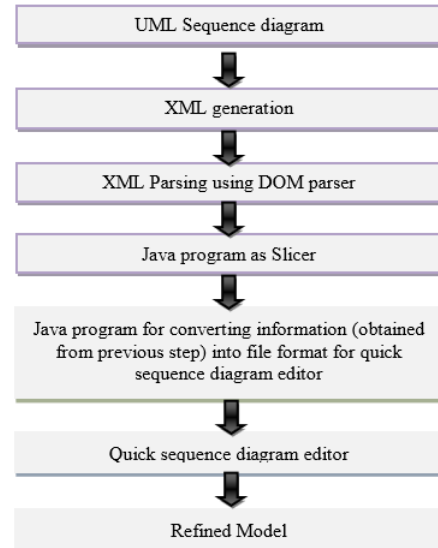 UML Sequence diagram
XML generation
XML Parsing using DOM parser
Java program as Slicer
Java program for converting information (obtained
from previous step) into file format for quick
sequence diagram editor
Quick sequence diagram editor
Refined Model